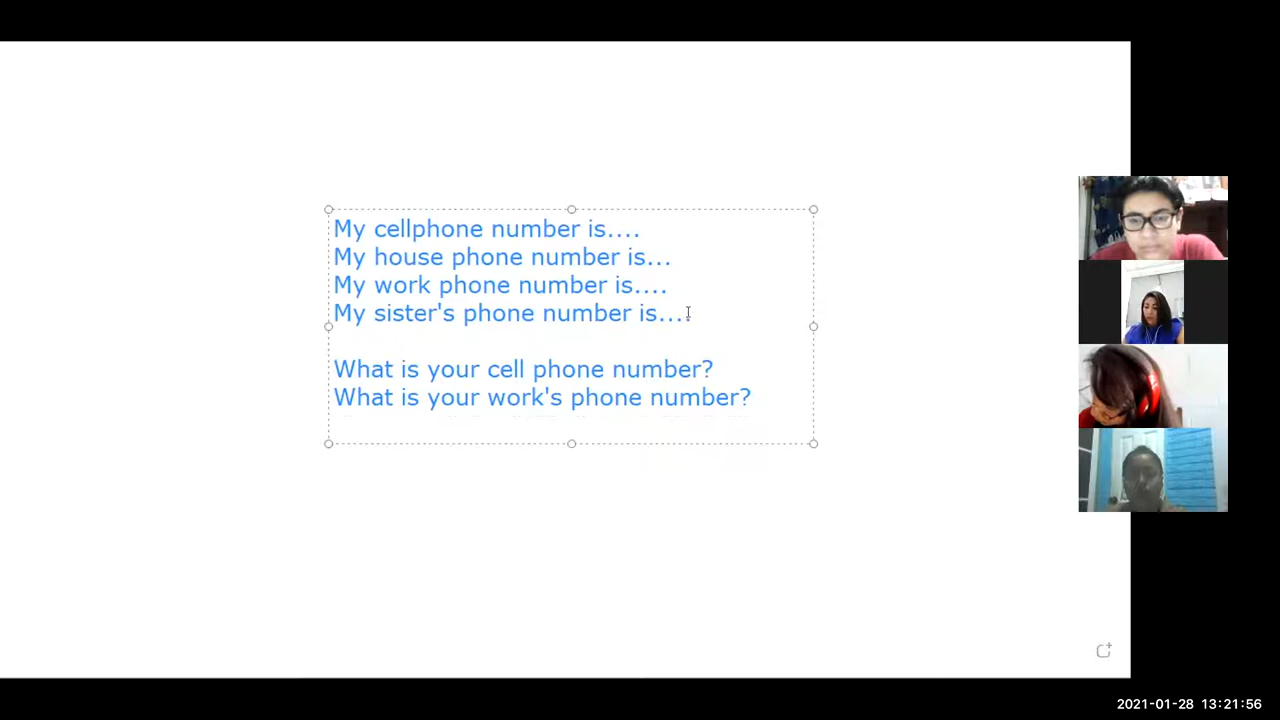 My cellphone number is....
My house phone number is...
My work phone number is....
My sister's phone number is....
What is your cell phone number?
What is your work's phone number?
2021-01-28 13:21:56